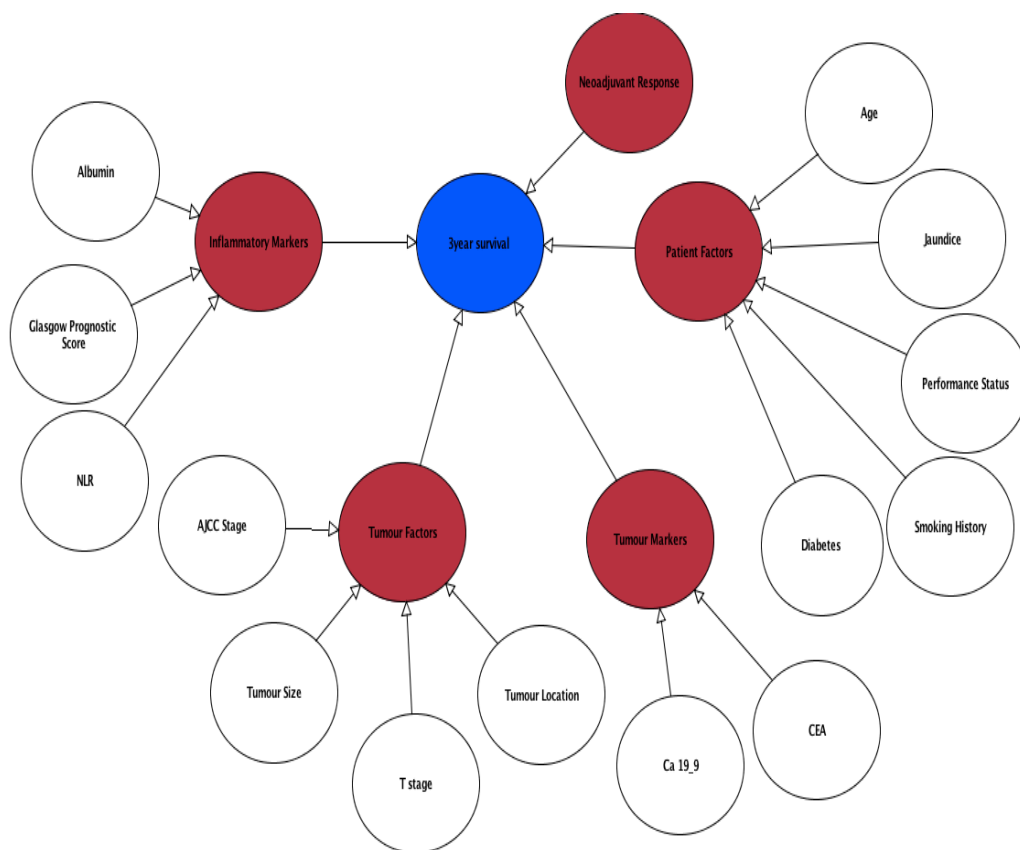 Neoadjuvant Response
Age
Albumin
Inflammatory Markers
3year survival
Patient Factors
Jaundice
Glasgow Prognostic
Score
Performance Status
NLR
AJCC Stage
Tumour Factors
Tumour Markers
Diabetes
Smoking History
Tumour Size
Tumour Location
T stage
Ca 19_9
CEA